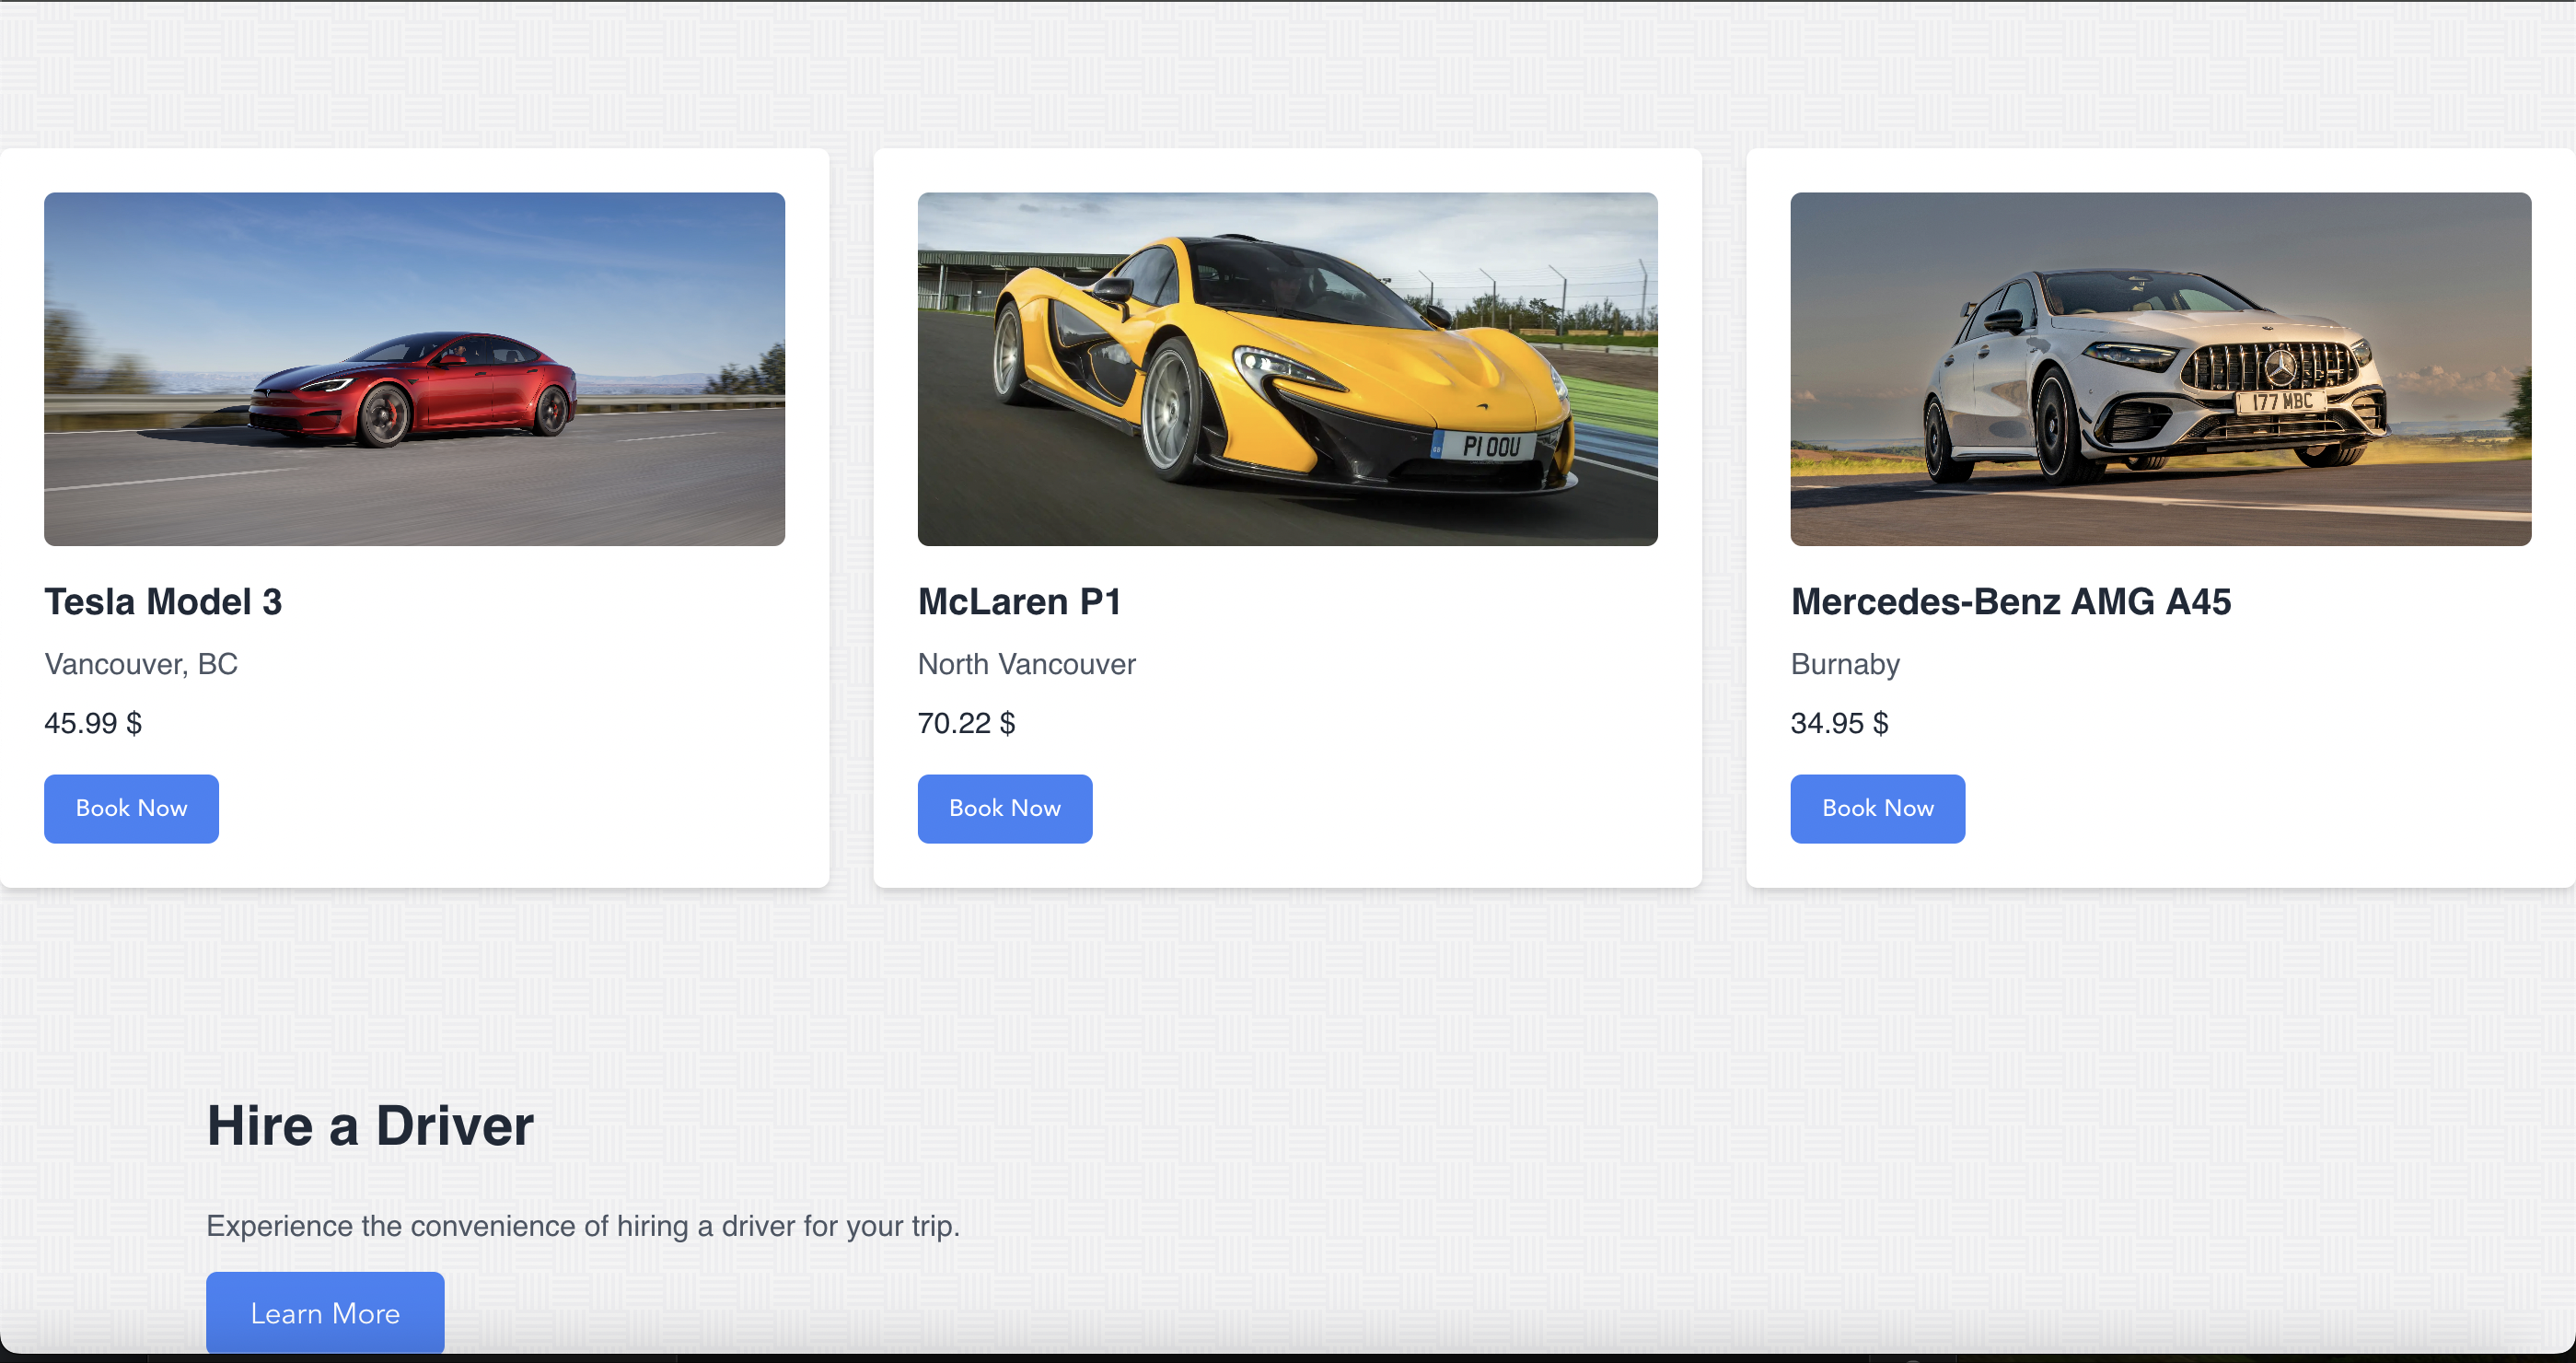 P1 OOU
177 MBC
Tesla Model 3
McLaren P1
Mercedes-Benz AMG A45
Vancouver, BC
North Vancouver
Burnaby
45.99 $
70.22 $
34.95 $
Book Now
Book Now
Book Now
Hire a Driver
Experience the convenience of hiring a driver for your trip.
Learn More